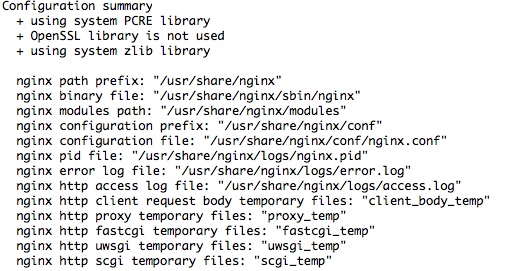 Configuration summary
+ using system PCRE library
+ OpenSSL library is not used
+ using system zlib library
nginx path prefix: "/usr/share/nginx"
nginx binary file: "/usr/share/nginx/sbin/nginx"
nginx modules path: "/usr/share/nginx/modules"
nginx configuration prefix: "/usr/share/nginx/conf"
nginx configuration file: "/usr/share/nginx/conf/nginx.conf"
nginx pid file: "/usr/share/nginx/logs/nginx.pid"
nginx error log file: "/usr/share/nginx/logs/error.log"
nginx http access log file: "/usr/share/nginx/logs/access.log"
nginx http client request body temporary files: "client_body_temp"
nginx http proxy temporary files: "proxy_temp"
nginx http fastcgi temporary files: "fastcgi_temp"
nginx http uwsgi temporary files: "uwsgi_temp"
nginx http scgi temporary files: "scgi_temp"